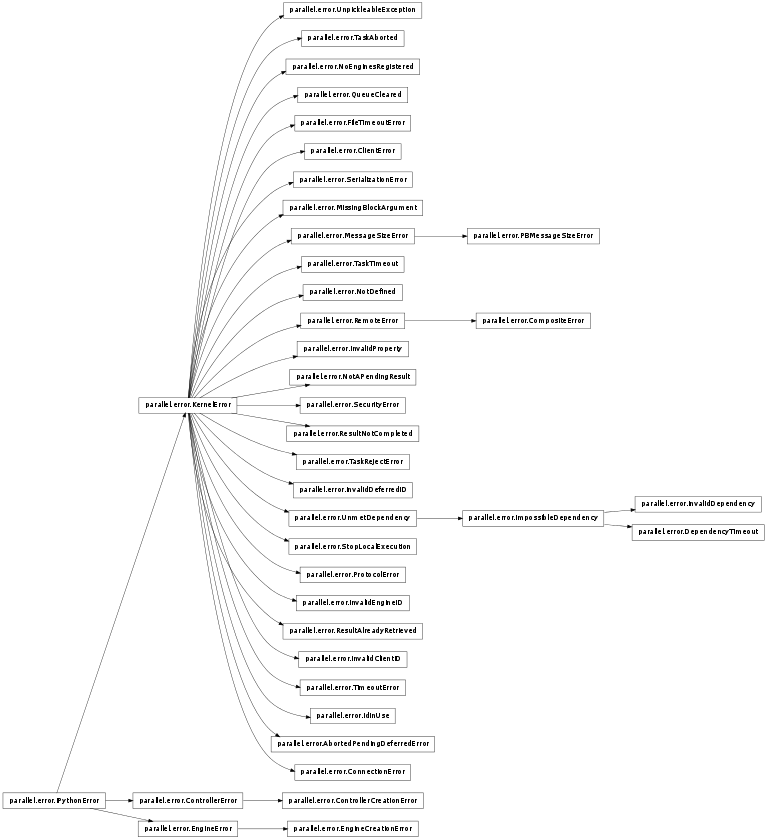 parallel.error.UnpickleableException
parallel.error.TaskAborted
parallel.error.NoEnginesRegistered
parallel.error.QueueCleared
parallel.error.FileTimeoutError
parallel.error.ClientError
parallel.error.SerializationError
parallel.error.MissingBlockArgument
parallel.error.MessageSizeError
parallel.error.PBMessageSizeError
parallel.error.TaskTimeout
parallel.error.NotDefined
parallel.error.RemoteError
parallel.error.CompositeError
parallel.error.InvalidProperty
parallel.error.NotAPendingResult
parallel.error.KernelError
parallel.error.SecurityError
parallel.error.ResultNotCompleted
parallel.error.TaskRejectError
parallel.error.InvalidDeferredID
parallel.error.InvalidDependency
parallel.error.UnmetDependency
parallel.error.ImpossibleDependency
parallel.error.DependencyTimeout
parallel.error.StopLocalExecution
parallel.error.ProtocolError
parallel.error.InvalidEngineID
parallel.error.ResultAlreadyRetrieved
parallel.error.InvalidClientID
parallel.error.TimeoutError
parallel.error.IdInUse
parallel.error.AbortedPendingDeferredError
parallel.error.ConnectionError
parallel.error.IPythonError
parallel.error.ControllerError
parallel.error.ControllerCreationError
parallel.error.EngineError
parallel.error.EngineCreationError